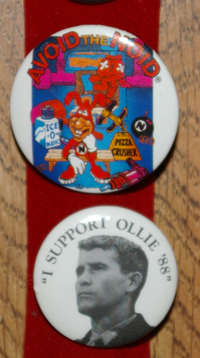 AVOID THE NOID
ICE
-O-
MATIC
N
PIZZA
CRUSHER
N
"I SUPPORT OLLIE '88"